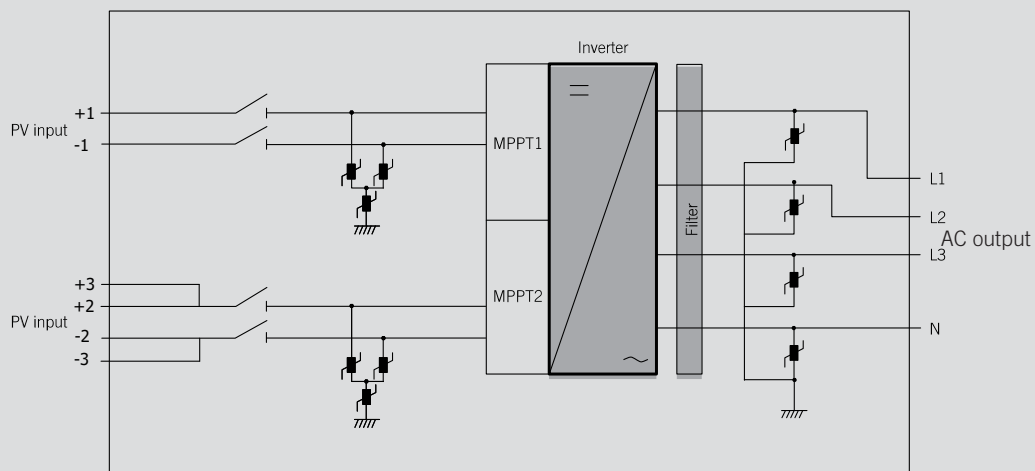 Inverter
+1
PV input
-1
MPPT1
L1
L2
Filter
AC output
L3
+3
+2
MPPT2
PV input
-2
N
-3